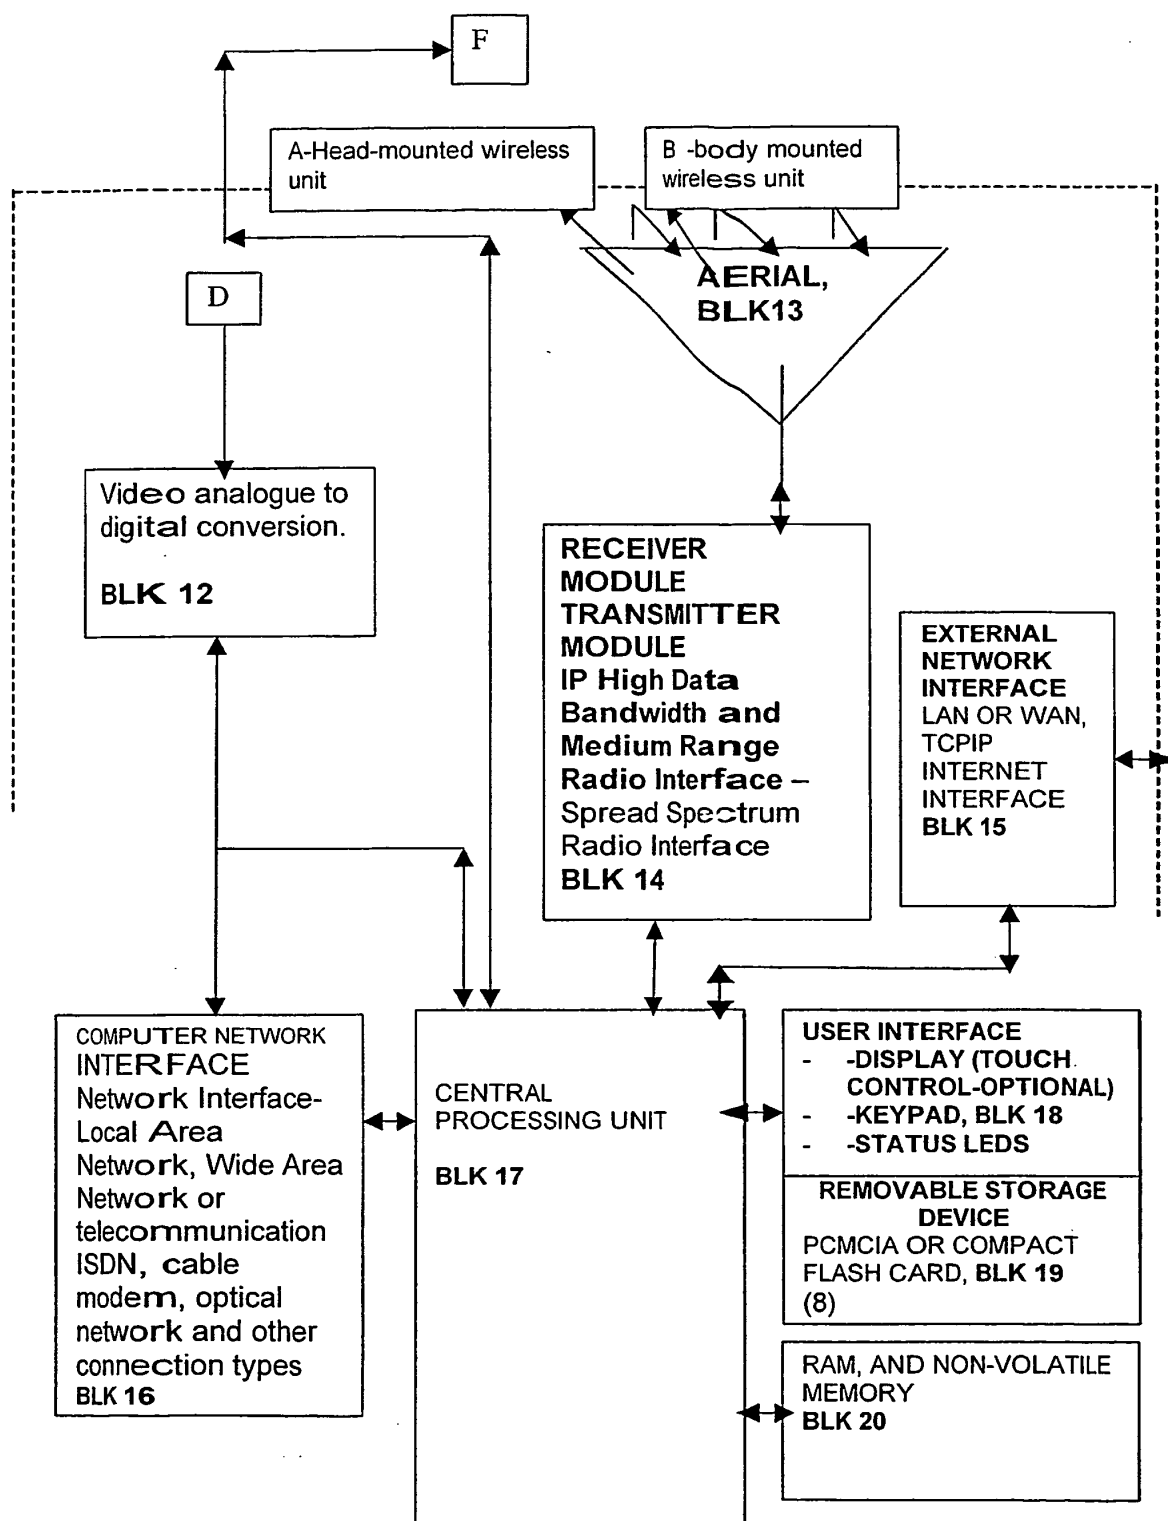 F
A-Head-mounted wireless
unit
B -body mounted
wireless unit
D
AERIAL,
BLK13
Video analogue to
digital conversion.
BLK 12
RECEIVER
MODULE
TRANSMITTER
MODULE
IP High Data
Bandwidth and
Medium Range
Radio Interface –
Spread Spectrum
Radio Interface
BLK 14
EXTERNAL
NETWORK
INTERFACE
LAN OR WAN,
TCPIP
INTERNET
INTERFACE
BLK 15
COMPUTER NETWORK
INTERFACE
Network Interface-
Local Area
Network, Wide Area
Network or
telecommunication
ISDN, cable
modem, optical
network and other
connection types
BLK 16
CENTRAL
PROCESSING UNIT
BLK 17
USER INTERFACE
- -DISPLAY (TOUCH
CONTROL-OPTIONAL)
- -KEYPAD, BLK 18
- -STATUS LEDS
REMOVABLE STORAGE
DEVICE
PCMCIA OR COMPACT
FLASH CARD, BLK 19
(8)
RAM, AND NON-VOLATILE
MEMORY
BLK 20